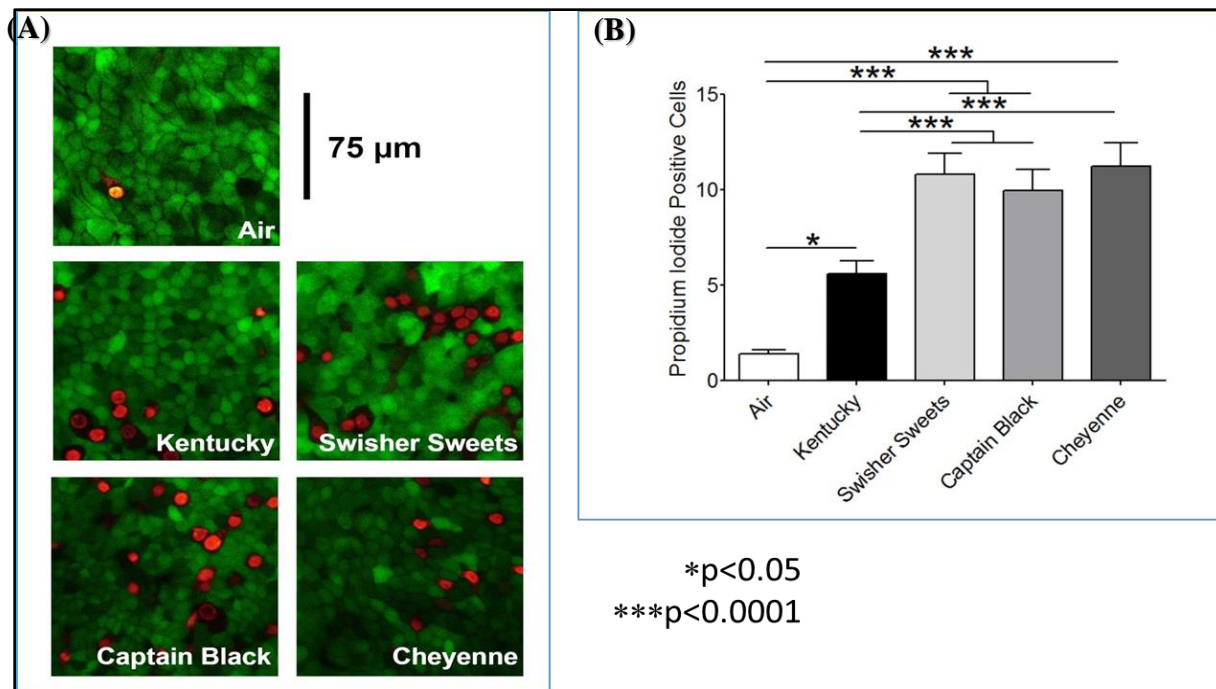 (A)
75 µm
Air
Kentucky
Swisher Sweets
Captain Black
Cheyenne
(B)
***
***
***
***
*
Propidium Iodide Positive Cells
15
10
5
0
Air
Kentucky
Swisher Sweets
Captain Black
Cheyenne
*p<0.05
***p<0.0001